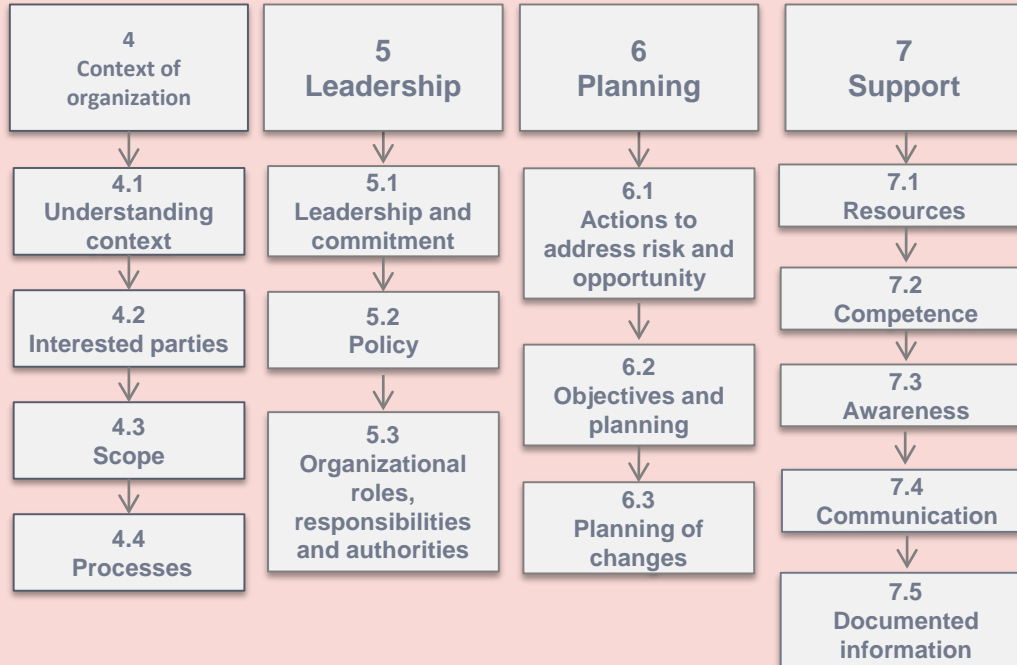 4
Context of
organization
4.1
Understanding
context
4.2
Interested parties
4.3
Scope
4.4
Processes
5
Leadership
5.1
Leadership and
commitment
5.2
Policy
5.3
Organizational
roles,
responsibilities
and authorities
6
Planning
6.1
Actions to
address risk and
opportunity
6.2
Objectives and
planning
6.3
Planning of
changes
7
Support
7.1
Resources
7.2
Competence
7.3
Awareness
7.4
Communication
7.5
Documented
information